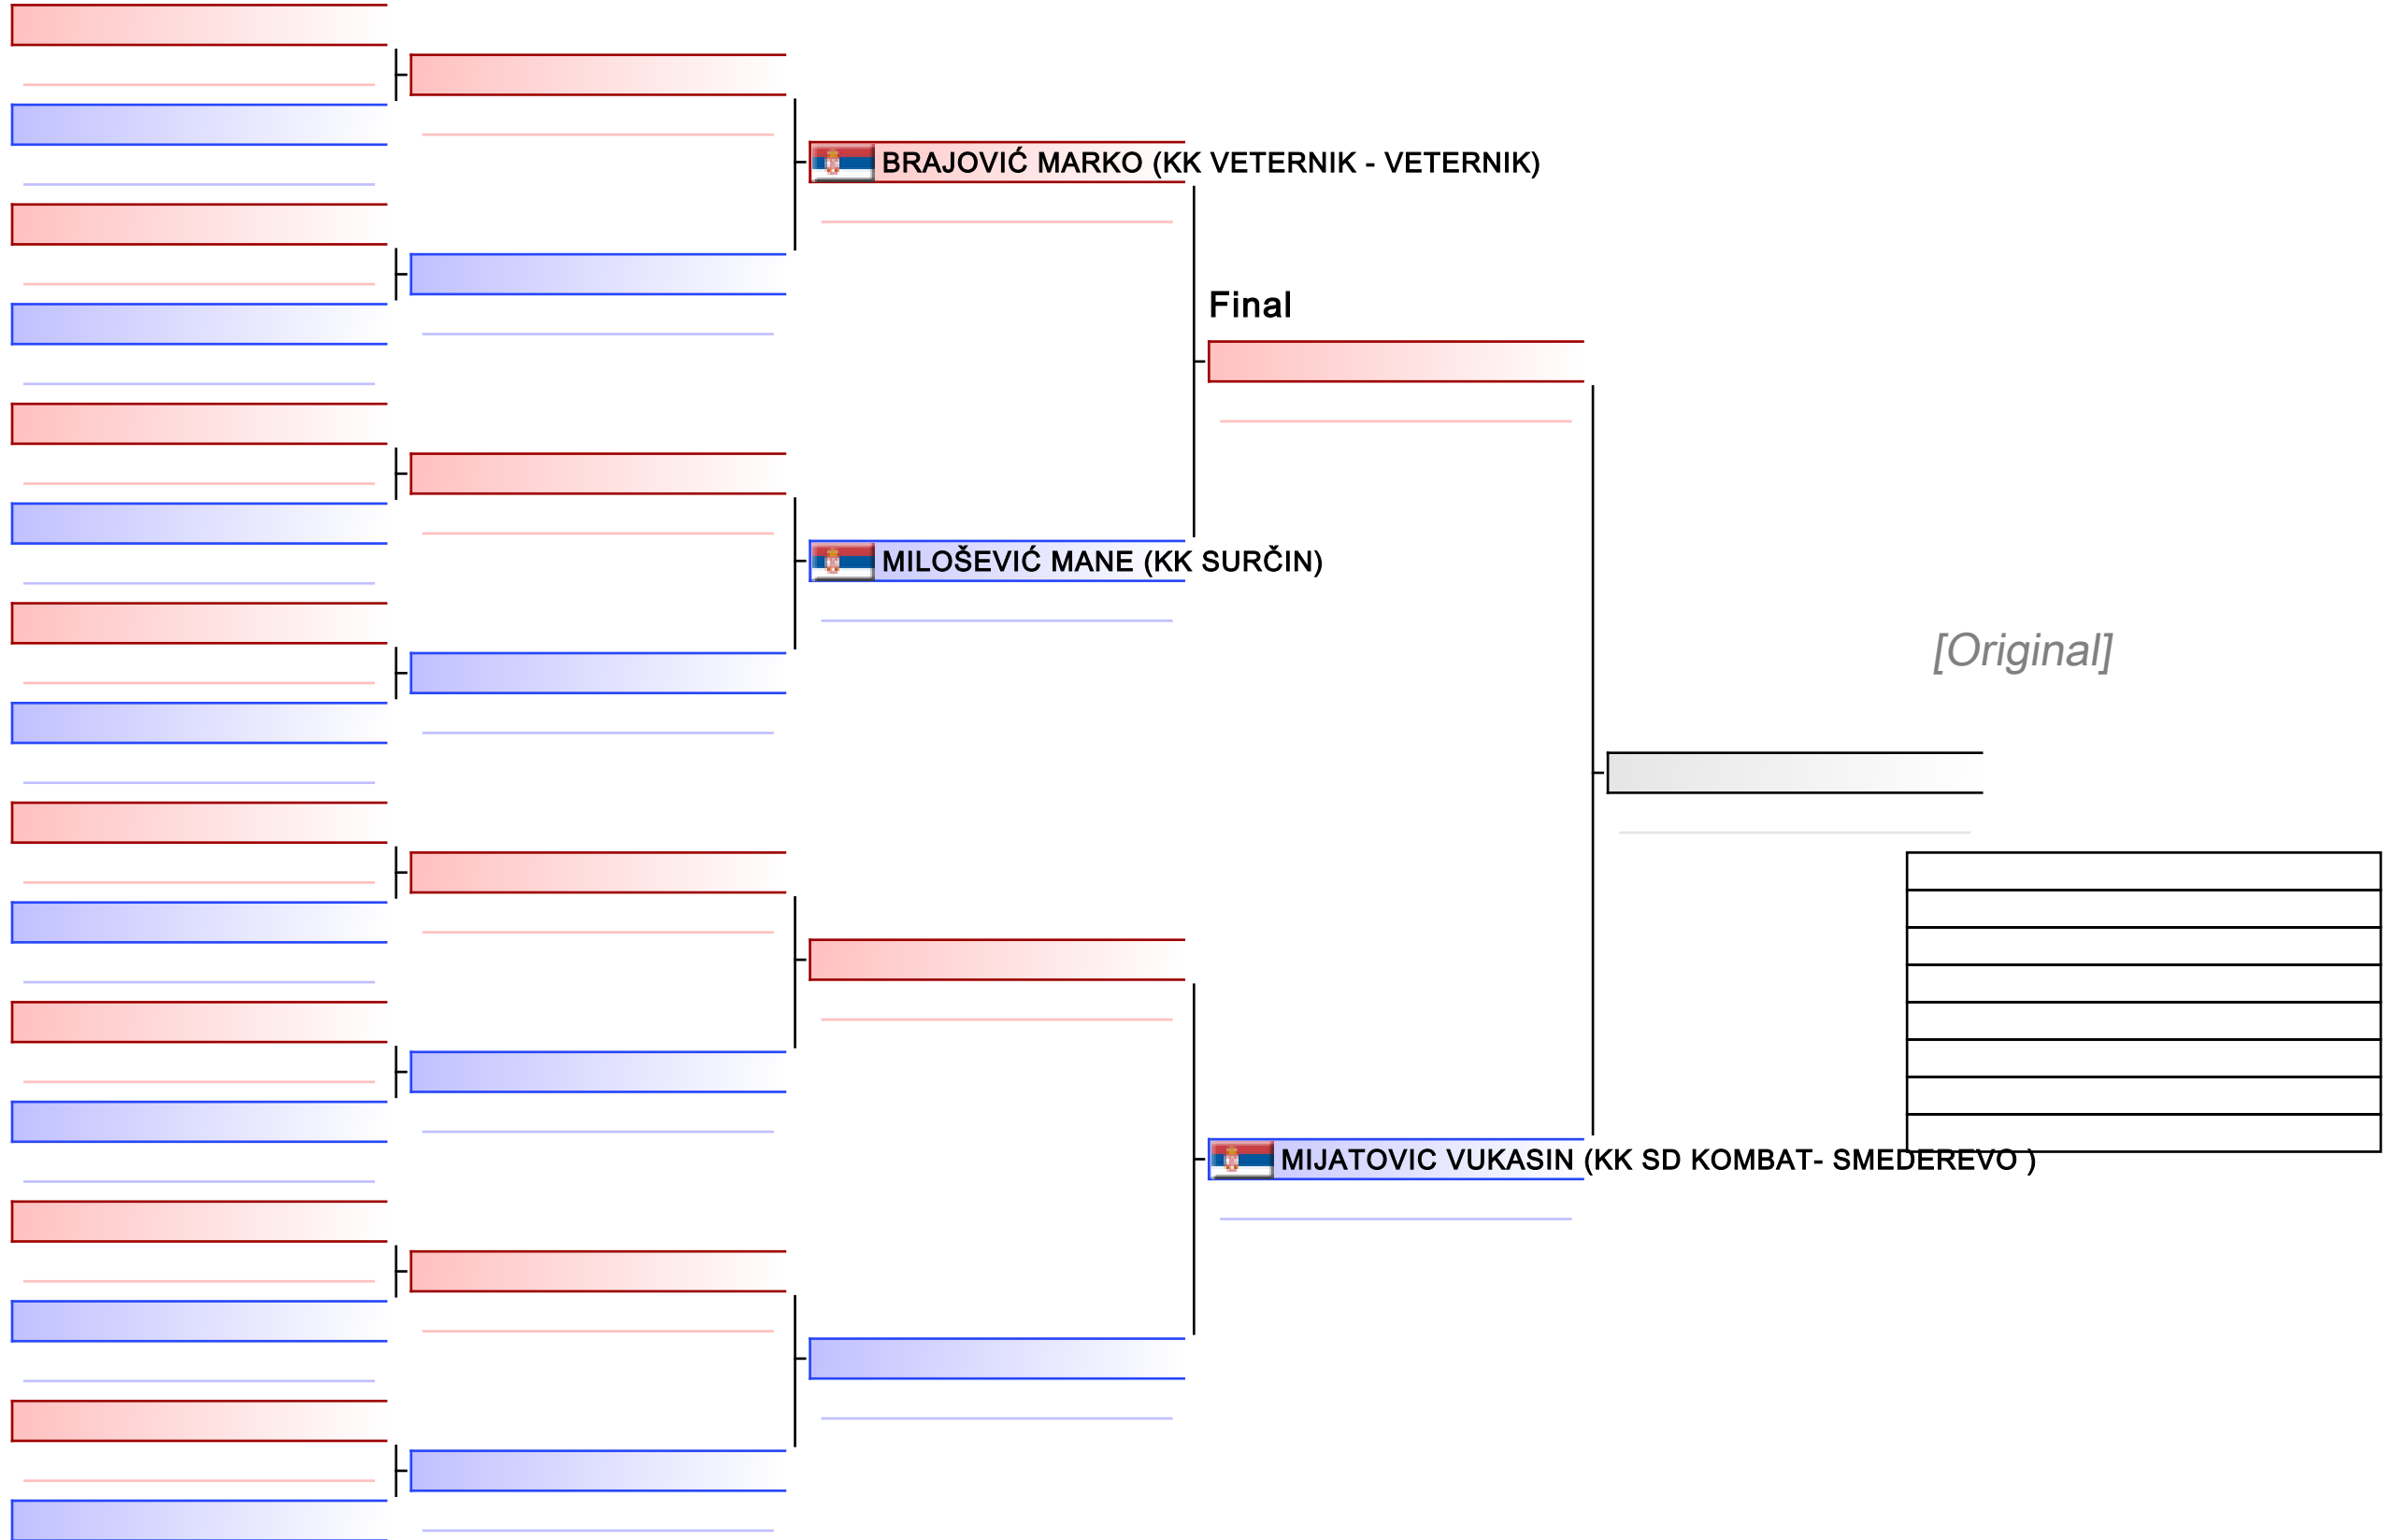 BRAJOVIĆ MARKO (KK VETERNIK - VETERNIK)
Final
MILOŠEVIĆ MANE (KK SURČIN)
[Original]
MIJATOVIC VUKASIN (KK SD KOMBAT- SMEDEREVO )